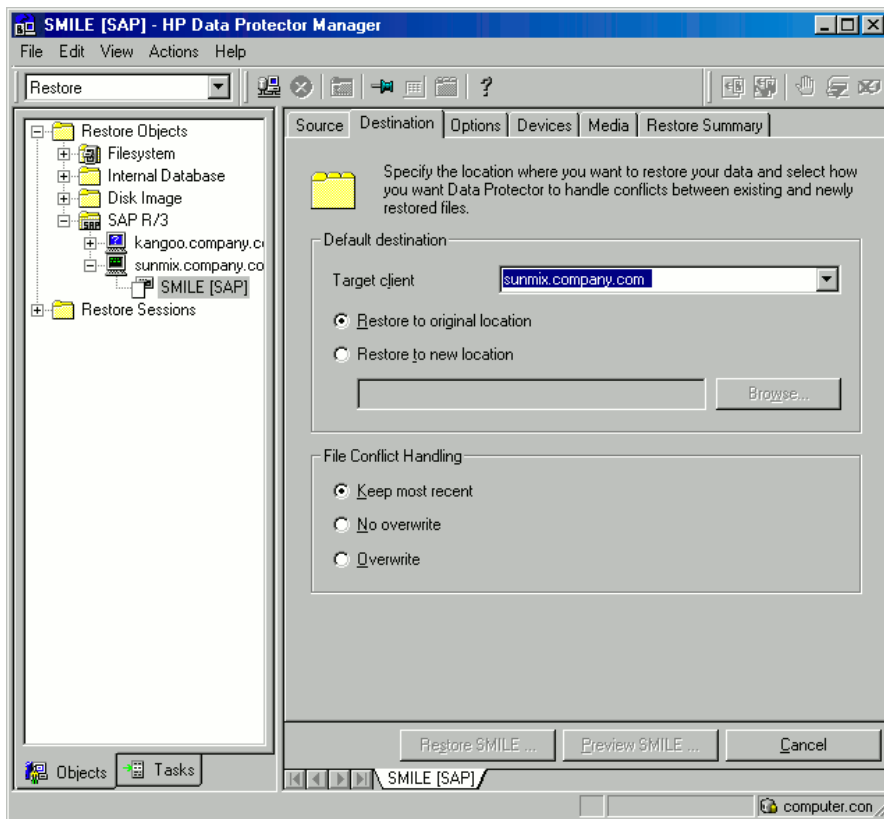 SMILE [SAP] - HP Data Protector Manager
File Edit View Actions Help
Restore
Restore Objects
Filesystem
Internal Database
Disk Image
SAP R/3
kangoo.company.c
sunmix.company.co
SMILE [SAP]
Restore Sessions
Objects Tasks
Source Destination Options Devices Media Restore Summary
Specify the location where you want to restore your data and select how
you want Data Protector to handle conflicts between existing and newly
restored files.
Default destination
Target client sunmix.company.com
Restore to original location
Restore to new location
Browse...
File Conflict Handling
Keep most recent
No overwrite
Overwrite
Restore SMILE ... Preview SMILE ... Cancel
SMILE [SAP]
computer.con